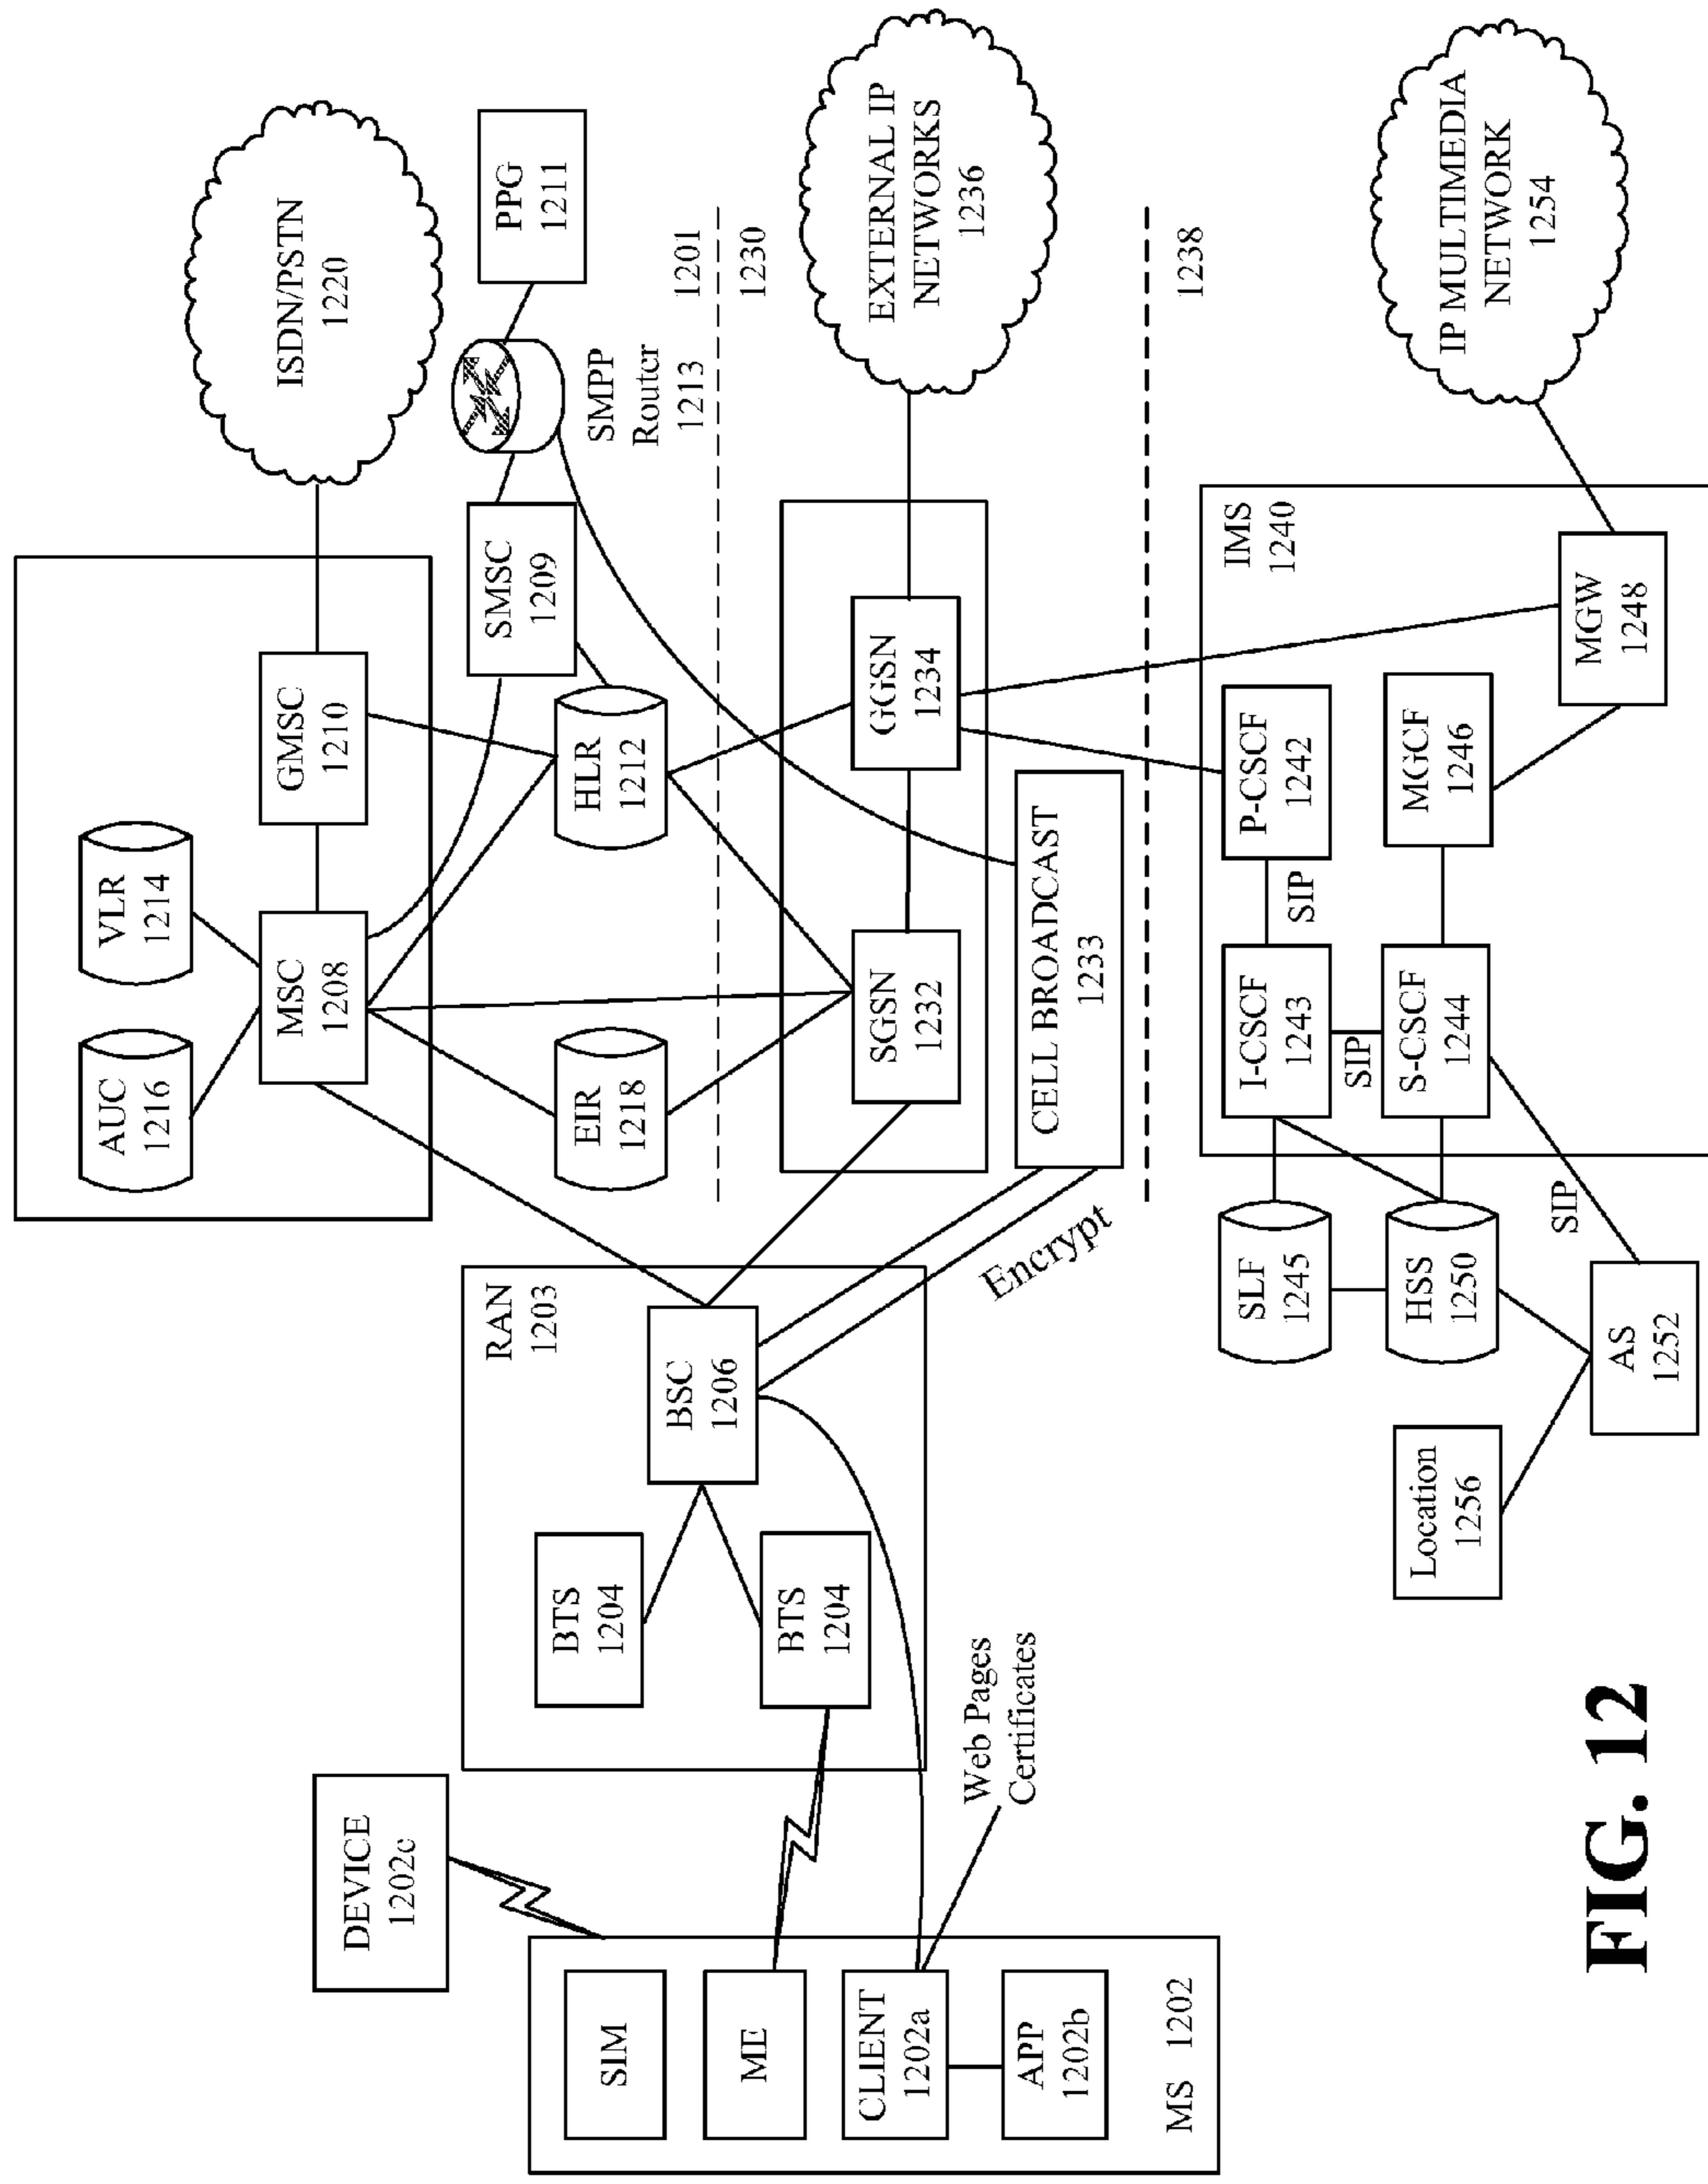 AUC
1216
VLR
1214
MSC
1208
GMSC
1210
ISDN/PSTN
1220
DEVICE
1202c
RAN
1203
SMSC
1209
PPG
1211
SIM
BTS
1204
EIR
1218
HLR
1212
SMPP
Router
1213
ME
BSC
1206
1201
1230
BTS
1204
SGSN
1232
GGSN
1234
EXTERNAL IP
NETWORKS
1236
CLIENT
1202a
APP
1202b
MS 1202
Web Pages
Certificates
Encrypt
CELL BROADCAST
1233
1238
SLF
1245
I-CSCF
1243
SIP
P-CSCF
1242
IMS
1240
SIP
Location
1256
HSS
1250
S-CSCF
1244
MGCF
1246
IP MULTIMEDIA
NETWORK
1254
SIP
AS
1252
MGW
1248
FIG. 12